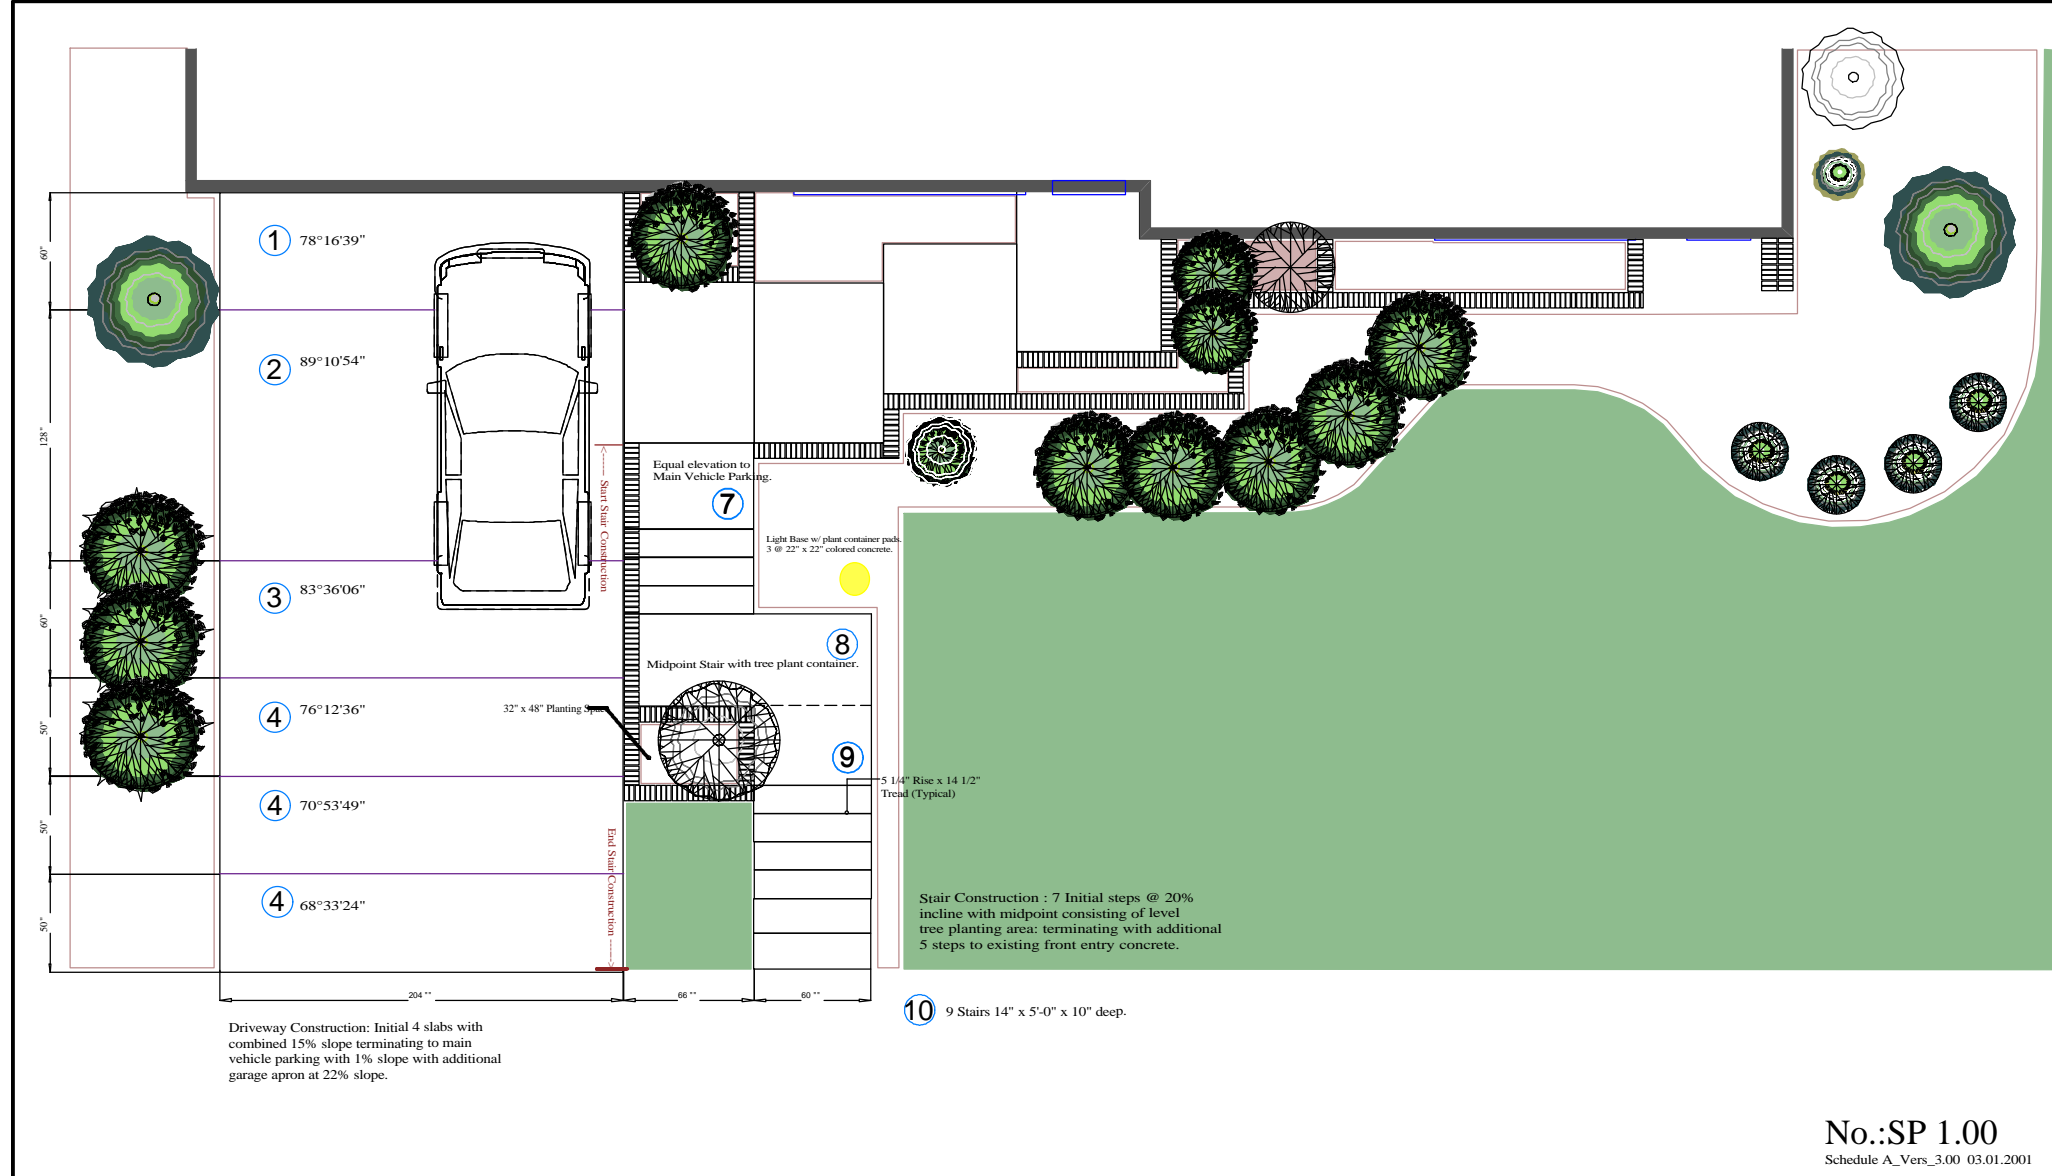 60"
1 78°16'39"
128"
2 89°10'54"
Equal elevation to
Main Vehicle Parking.
7
<----- Start Stair Construction
Light Base w/ plant container pads.
3 @ 22" x 22" colored concrete.
60"
3 83°36'06"
8
Midpoint Stair with tree plant container.
50"
4 76°12'36"
32" x 48" Planting Space
9
5 1/4" Rise x 14 1/2"
Tread (Typical)
50"
4 70°53'49"
End Stair Construction ----->
50"
4 68°33'24"
Stair Construction : 7 Initial steps @ 20%
incline with midpoint consisting of level
tree planting area: terminating with additional
5 steps to existing front entry concrete.
204 ""
66 ""
60 ""
10 9 Stairs 14" x 5'-0" x 10" deep.
Driveway Construction: Initial 4 slabs with
combined 15% slope terminating to main
vehicle parking with 1% slope with additional
garage apron at 22% slope.
No.:SP 1.00
Schedule A_Vers_3.00 03.01.2001